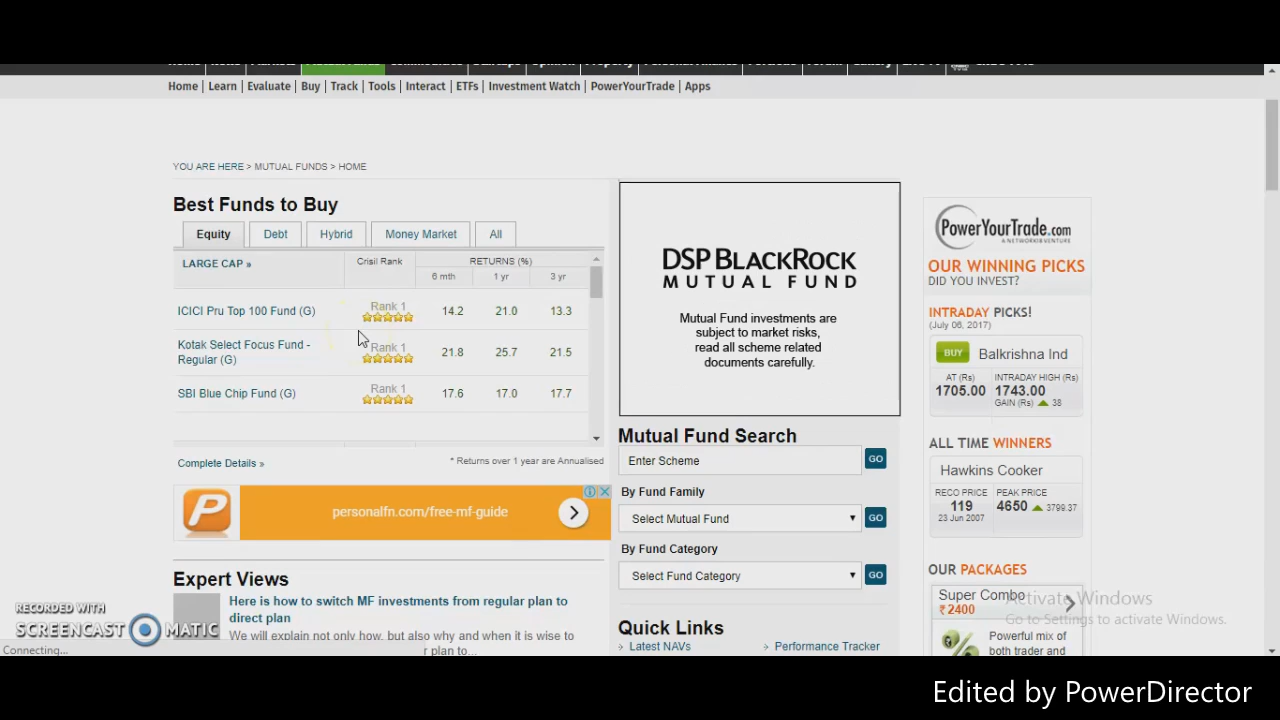 Home | Learn | Evaluate | Buy | Track | Tools | Interact | ETFs | Investment Watch | PowerYourTrade | Apps
YOU ARE HERE > MUTUAL FUNDS > HOME
Best Funds to Buy
Equity
Debt
Hybrid
Money Market
All
LARGE CAP »
Crisil Rank
RETURNS (%)
6 mth
1 yr
3 yr
ICICI Pru Top 100 Fund (G)
Rank 1
14.2
21.0
13.3
Kotak Select Focus Fund -
Regular (G)
Rank 1
21.8
25.7
21.5
SBI Blue Chip Fund (G)
Rank 1
17.6
17.0
17.7
Complete Details »
* Returns over 1 year are Annualised
personalfn.com/free-mf-guide
Expert Views
Here is how to switch MF investments from regular plan to
direct plan
We will explain not only how, but also why and when it is wise to
r plan to...
DSP BLACKROCK
MUTUAL FUND
Mutual Fund investments are
subject to market risks,
read all scheme related
documents carefully.
Mutual Fund Search
Enter Scheme
GO
By Fund Family
Select Mutual Fund
GO
By Fund Category
Select Fund Category
GO
Quick Links
Latest NAVs
Performance Tracker
PowerYourTrade.com
A NETWORK18 VENTURE
OUR WINNING PICKS
DID YOU INVEST?
INTRADAY PICKS!
(July 06, 2017)
BUY
Balkrishna Ind
AT (Rs)
1705.00
INTRADAY HIGH (Rs)
1743.00
GAIN (Rs) 38
ALL TIME WINNERS
Hawkins Cooker
RECO PRICE
119
23 Jun 2007
PEAK PRICE
4650 3799.37
OUR PACKAGES
Super Combo
₹ 2400
Powerful mix of
both trader and
Activate Windows
Go to Settings to activate Windows.
RECORDED WITH
SCREENCAST MATIC
Connecting...
Edited by PowerDirector